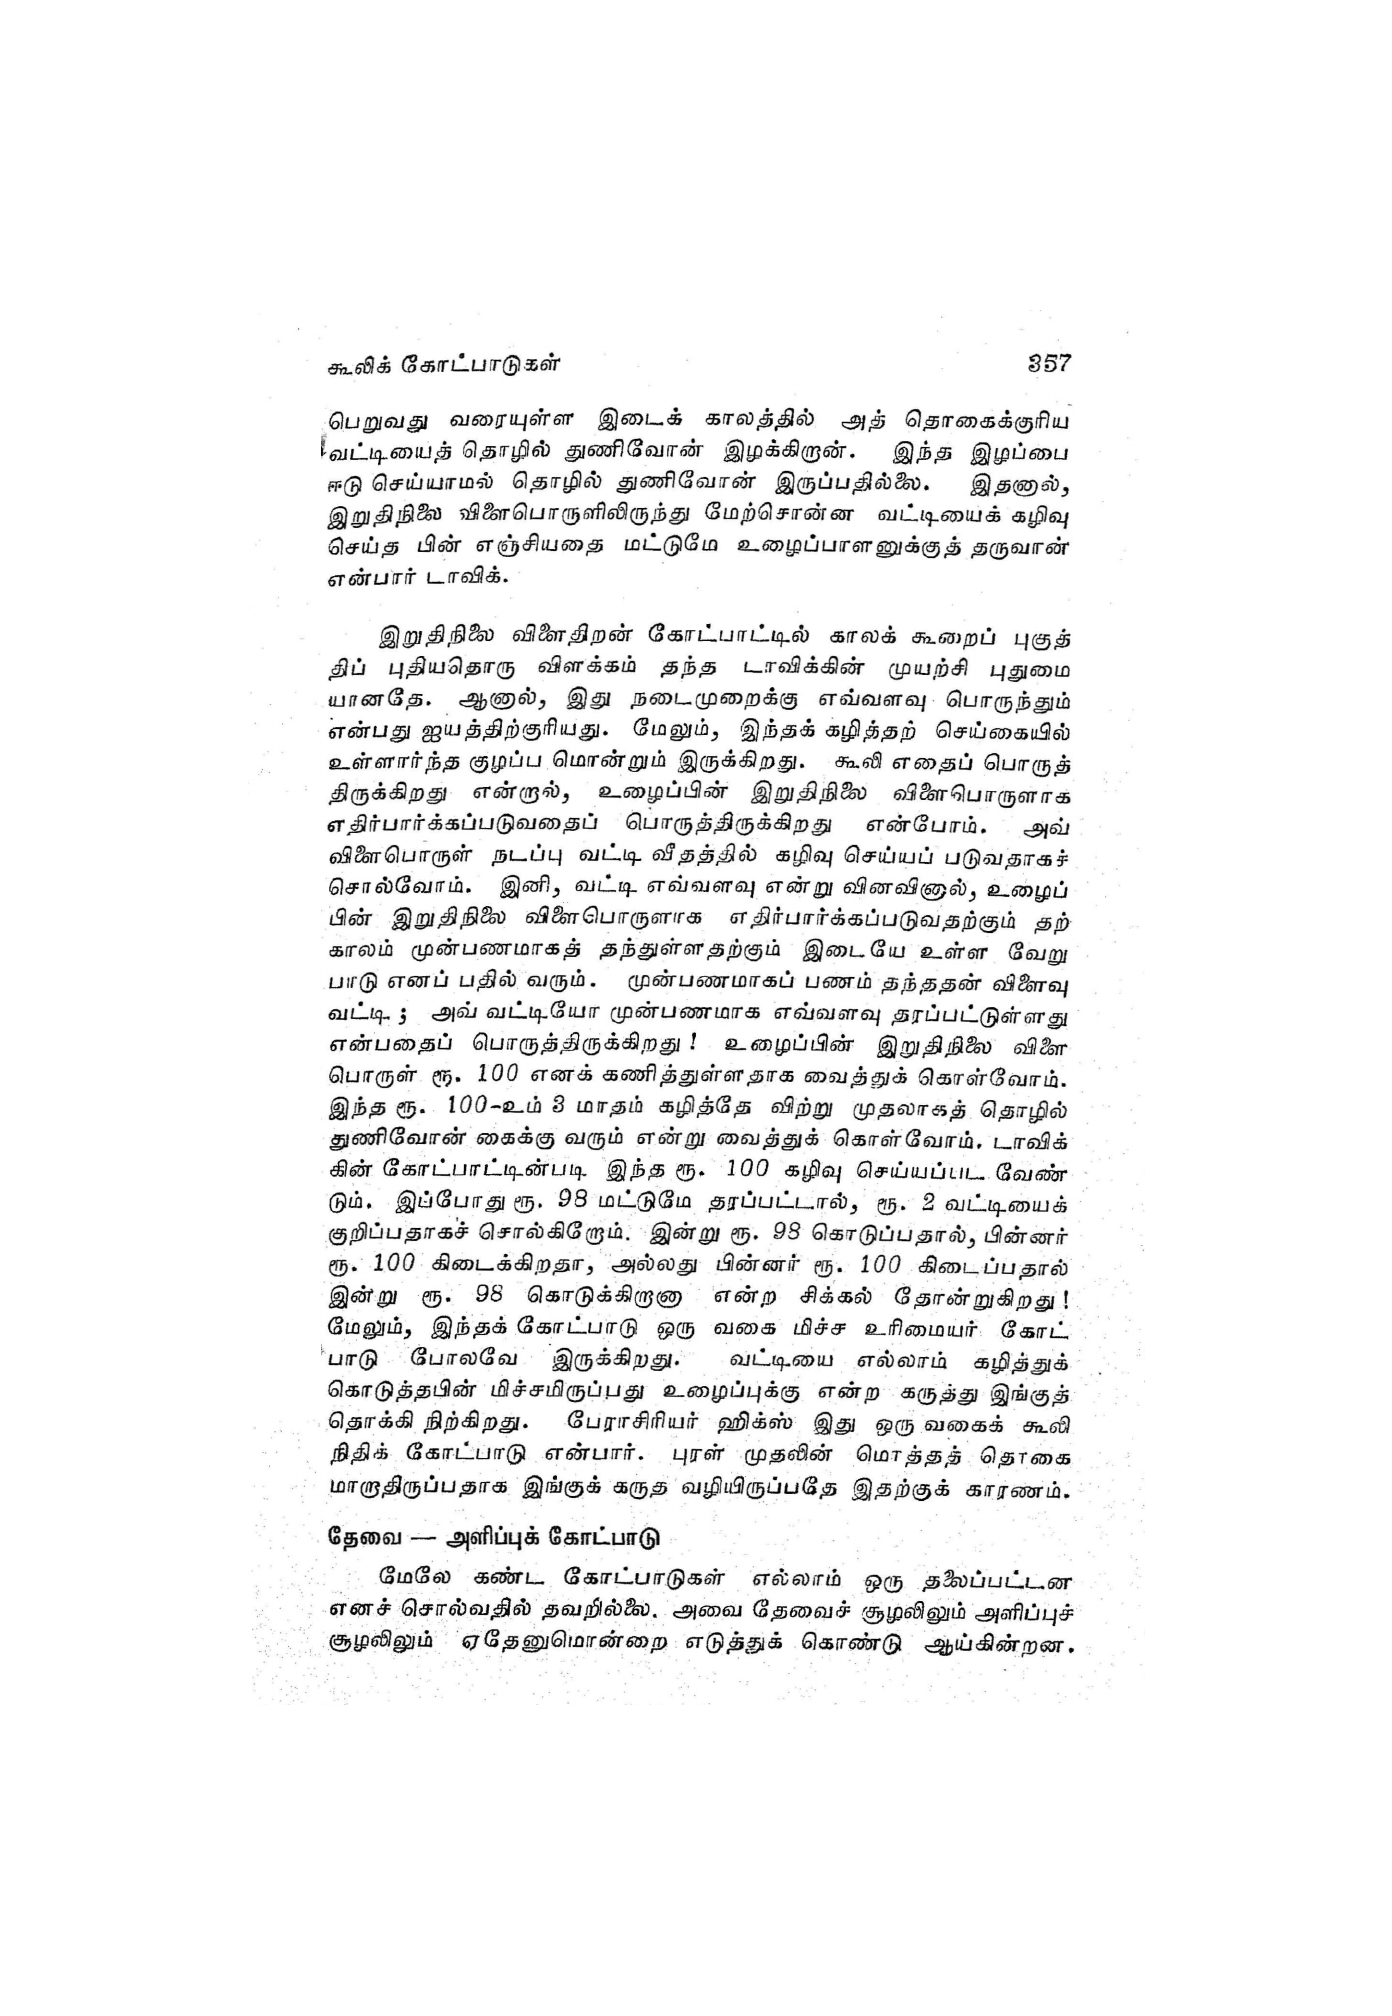 கூலிக் கோட்பாடுகள் 357
பெறுவது வரையுள்ள இடைக் காலத்தில் அத் தொகைக்குரிய
வட்டியைத் தொழில் துணிவோன் இழக்கிறான். இந்த இழப்பை
ஈடு செய்யாமல் தொழில் துணிவோன் இருப்பதில்லை. இதனால்,
இறுதிநிலை விளைபொருளிலிருந்து மேற்சொன்ன வட்டியைக் கழிவு
செய்த பின் எஞ்சியதை மட்டுமே உழைப்பாளனுக்குத் தருவான்
என்பார் டாவிக்.
இறுதிநிலை விளைதிறன் கோட்பாட்டில் காலக் கூறைப் புகுத்
திப் புதியதொரு விளக்கம் தந்த டாவிக்கின் முயற்சி புதுமை
யானதே. ஆனால், இது நடைமுறைக்கு எவ்வளவு பொருந்தும்
என்பது ஐயத்திற்குரியது. மேலும், இந்தக் கழித்தற் செய்கையில்
உள்ளார்ந்த குழப்ப மொன்றும் இருக்கிறது. கூலி எதைப் பொருத்
திருக்கிறது என்றால், உழைப்பின் இறுதிநிலை விளைபொருளாக
எதிர்பார்க்கப்படுவதைப் பொருத்திருக்கிறது என்போம். அவ்
விளைபொருள் நடப்பு வட்டி வீதத்தில் கழிவு செய்யப் படுவதாகச்
சொல்வோம். இனி, வட்டி எவ்வளவு என்று வினவினால், உழைப்
பின் இறுதிநிலை விளைபொருளாக எதிர்பார்க்கப்படுவதற்கும் தற்
காலம் முன்பணமாகத் தந்துள்ளதற்கும் இடையே உள்ள வேறு
பாடு எனப் பதில் வரும். முன்பணமாகப் பணம் தந்ததன் விளைவு
வட்டி ; அவ் வட்டியோ முன்பணமாக எவ்வளவு தரப்பட்டுள்ளது
என்பதைப் பொருத்திருக்கிறது ! உழைப்பின் இறுதிநிலை விளை
பொருள் ரூ. 100 எனக் கணித்துள்ளதாக வைத்துக் கொள்வோம்.
இந்த ரூ. 100-உம் 3 மாதம் கழித்தே விற்று முதலாகத் தொழில்
துணிவோன் கைக்கு வரும் என்று வைத்துக் கொள்வோம். டாவிக்
கின் கோட்பாட்டின்படி இந்த ரூ. 100 கழிவு செய்யப்பட வேண்
டும். இப்போது ரூ. 98 மட்டுமே தரப்பட்டால், ரூ. 2 வட்டியைக்
குறிப்பதாகச் சொல்கிறோம். இன்று ரூ. 98 கொடுப்பதால், பின்னர்
ரூ. 100 கிடைக்கிறதா, அல்லது பின்னர் ரூ. 100 கிடைப்பதால்
இன்று ரூ. 98 கொடுக்கிறானா என்ற சிக்கல் தோன்றுகிறது !
மேலும், இந்தக் கோட்பாடு ஒரு வகை மிச்ச உரிமையர் கோட்
பாடு போலவே இருக்கிறது. வட்டியை எல்லாம் கழித்துக்
கொடுத்தபின் மிச்சமிருப்பது உழைப்புக்கு என்ற கருத்து இங்குத்
தொக்கி நிற்கிறது. பேராசிரியர் ஹிக்ஸ் இது ஒரு வகைக் கூலி
நிதிக் கோட்பாடு என்பார். புரள் முதலின் மொத்தத் தொகை
மாறாதிருப்பதாக இங்குக் கருத வழியிருப்பதே இதற்குக் காரணம்.
தேவை — அளிப்புக் கோட்பாடு
மேலே கண்ட கோட்பாடுகள் எல்லாம் ஒரு தலைப்பட்டன
எனச் சொல்வதில் தவறில்லை. அவை தேவைச் சூழலிலும் அளிப்புச்
சூழலிலும் ஏதேனுமொன்றை எடுத்துக் கொண்டு ஆய்கின்றன.